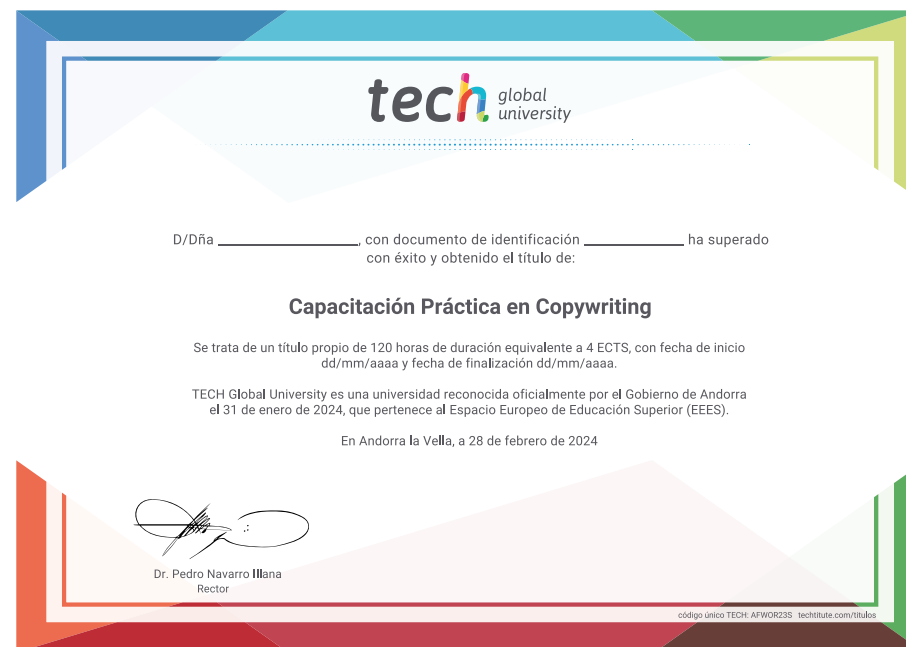 tech global university
D/Dña ________________, con documento de identificación ____________ ha superado
con éxito y obtenido el título de:
Capacitación Práctica en Copywriting
Se trata de un título propio de 120 horas de duración equivalente a 4 ECTS, con fecha de inicio
dd/mm/aaaa y fecha de finalización dd/mm/aaaa.
TECH Global University es una universidad reconocida oficialmente por el Gobierno de Andorra
el 31 de enero de 2024, que pertenece al Espacio Europeo de Educación Superior (EEES).
En Andorra la Vella, a 28 de febrero de 2024
Dr. Pedro Navarro Illana
Rector
código único TECH: AFWOR23S techtitute.com/titulos